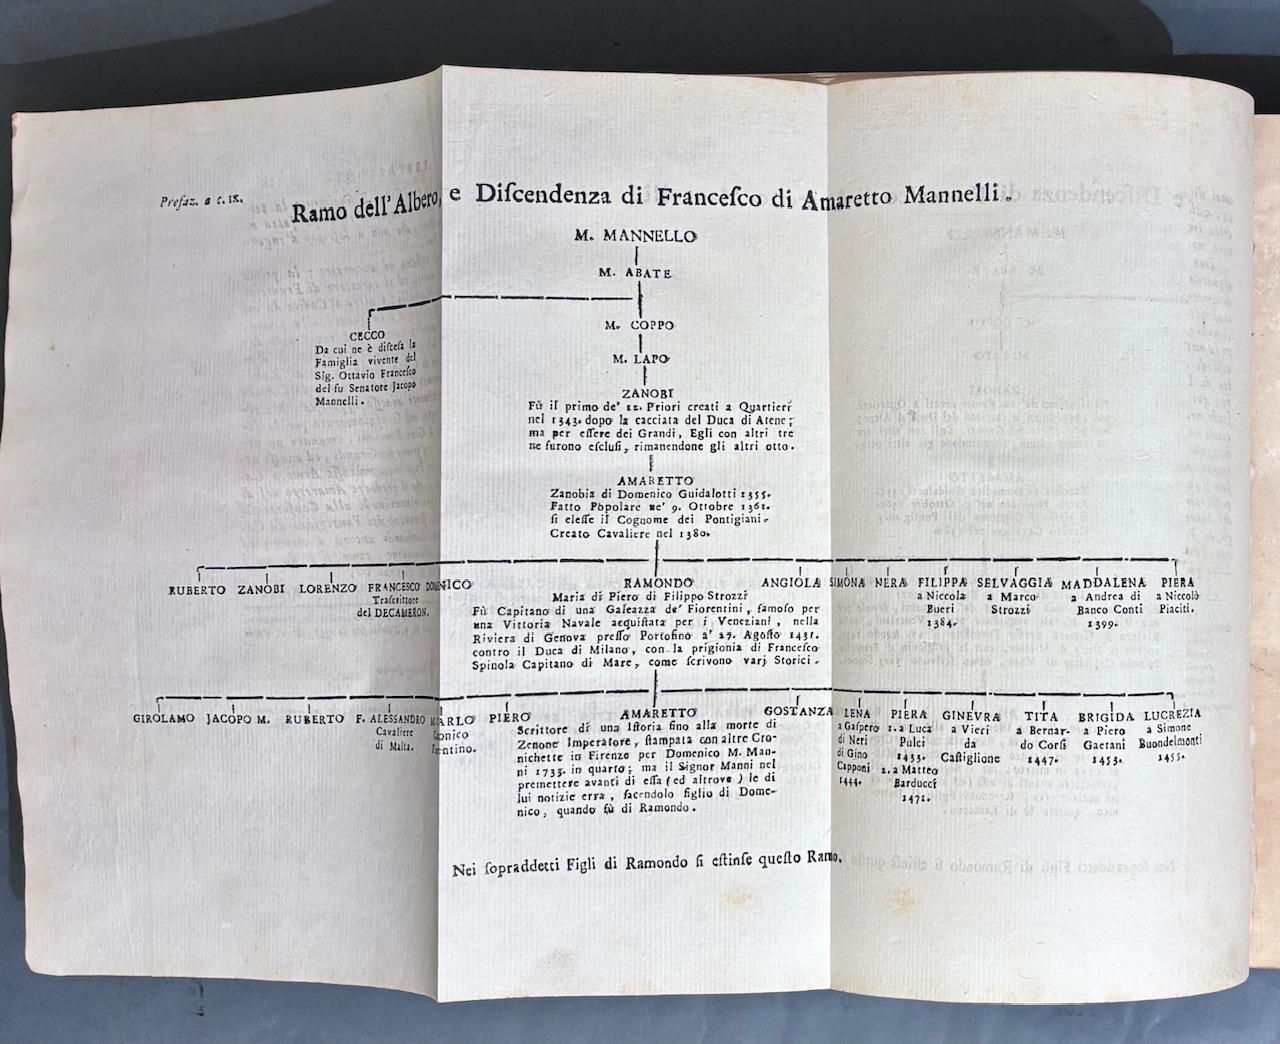 Prefaz. a c. IX.
Ramo dell'Albero, e Diſcendenza di Franceſco di Amaretto Mannelli.
M. MANNELLO
M. ABATE
M. COPPO
M. LAPO
CECCO
Da cui ne è diſceſa la
Famiglia vivente del
Sig. Ottavio Franceſco
del fu Senatore Jacopo
Mannelli.
ZANOBI
Fù il primo de' 12. Priori creati a Quartieri
nel 1343. dopo la cacciata del Duca di Atene;
ma per eſſere dei Grandi, Egli con altri tre
ne furono eſcluſi, rimanendone gli altri otto.
AMARETTO
Zanobia di Domenico Guidalotti 1355.
Fatto Popolare ne' 9. Ottobre 1361.
ſi eleſſe il Cognome dei Pontigiani.
Creato Cavaliere nel 1380.
RUBERTO
ZANOBI
LORENZO
FRANCESCO
Traſcrittore
del DECAMERON.
DOMENICO
RAMONDO
Maria di Piero di Filippo Strozzi
Fù Capitano di una Galeazza de' Fiorentini, famoſo per
una Vittoria Navale acquiſtata per i Veneziani, nella
Riviera di Genova preſſo Portofino a' 27. Agoſto 1431.
contro il Duca di Milano, con la prigionia di Franceſco
Spinola Capitano di Mare, come ſcrivono varj Storici.
ANGIOLA
SIMONA
NERA
FILIPPA
a Niccola
Bueri
1384.
SELVAGGIA
a Marco
Strozzi
MADDALENA
a Andrea di
Banco Conti
1399.
PIERA
a Niccolò
Piaciti.
GIROLAMO
JACOPO M.
RUBERTO
F. ALESSANDRO
Cavaliere
di Malta.
CARLO
Canonico
Fiorentino.
PIERO
AMARETTO
Scrittore di una Iſtoria fino alla morte di
Zenone Imperatore, ſtampata con altre Cro-
nichette in Firenze per Domenico M. Man-
ni 1733. in quarto; ma il Signor Manni nel
premettere avanti di eſſa (ed altrove) le di
lui notizie erra, facendolo figlio di Dome-
nico, quando fù di Ramondo.
GOSTANZA
LENA
a Gaſpero
di Neri
di Gino
Capponi
1444.
PIERA
1. a Luca
Pulci
1433.
2. a Matteo
Barducci
1471.
GINEVRA
a Vieri
da
Caſtiglione
TITA
a Bernar-
do Corſi
1447.
BRIGIDA
a Piero
Gaetani
1453.
LUCREZIA
a Simone
Buondelmonti
1455.
Nei ſopraddetti Figli di Ramondo ſi eſtinſe queſto Ramo.